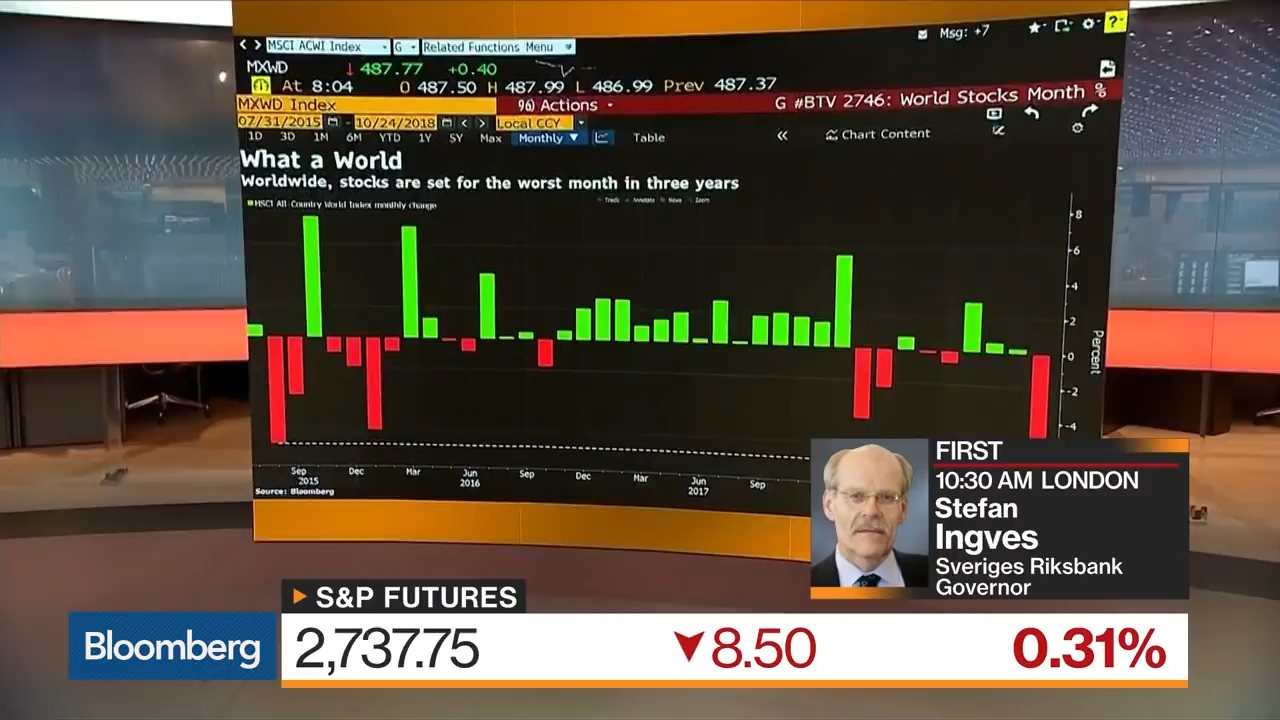 MSCI ACWI Index G Related Functions Menu Msg: +7 ?
MXWD 487.77 +0.40
At 8:04 O 487.50 H 487.99 L 486.99 Prev 487.37
MXWD Index 96) Actions G #BTV 2746: World Stocks Month %
07/31/2015 - 10/24/2018 Local CCY
1D 3D 1M 6M YTD 1Y 5Y Max Monthly Table Chart Content
What a World
Worldwide, stocks are set for the worst month in three years
MSCI All-Country World Index monthly change
Track Annotate News Zoom
8
6
4
2
0
-2
-4
Percent
Sep Dec Mar Jun Sep Dec Mar Jun Sep
2015 2016 2017
Source: Bloomberg
FIRST
10:30 AM LONDON
Stefan
Ingves
Sveriges Riksbank
Governor
S&P FUTURES
Bloomberg 2,737.75 8.50 0.31%